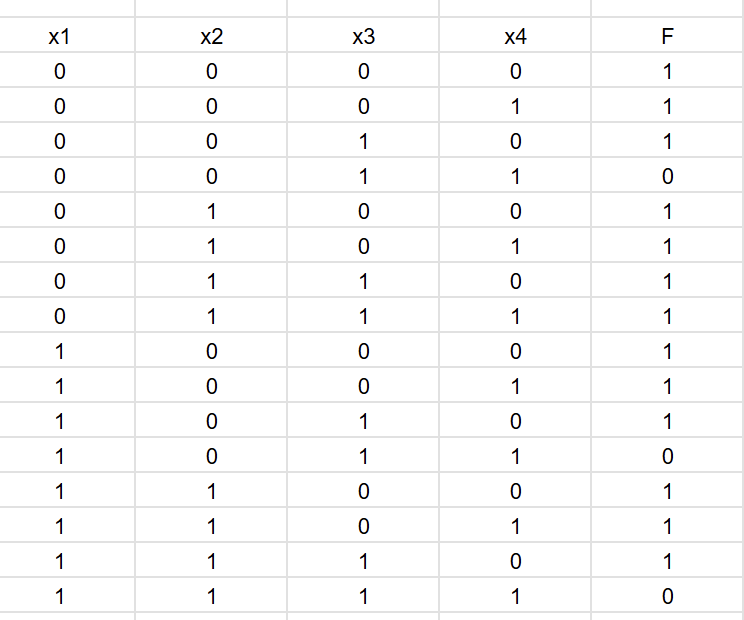 x1 x2 x3 x4 F
0 0 0 0 1
0 0 0 1 1
0 0 1 0 1
0 0 1 1 0
0 1 0 0 1
0 1 0 1 1
0 1 1 0 1
0 1 1 1 1
1 0 0 0 1
1 0 0 1 1
1 0 1 0 1
1 0 1 1 0
1 1 0 0 1
1 1 0 1 1
1 1 1 0 1
1 1 1 1 0